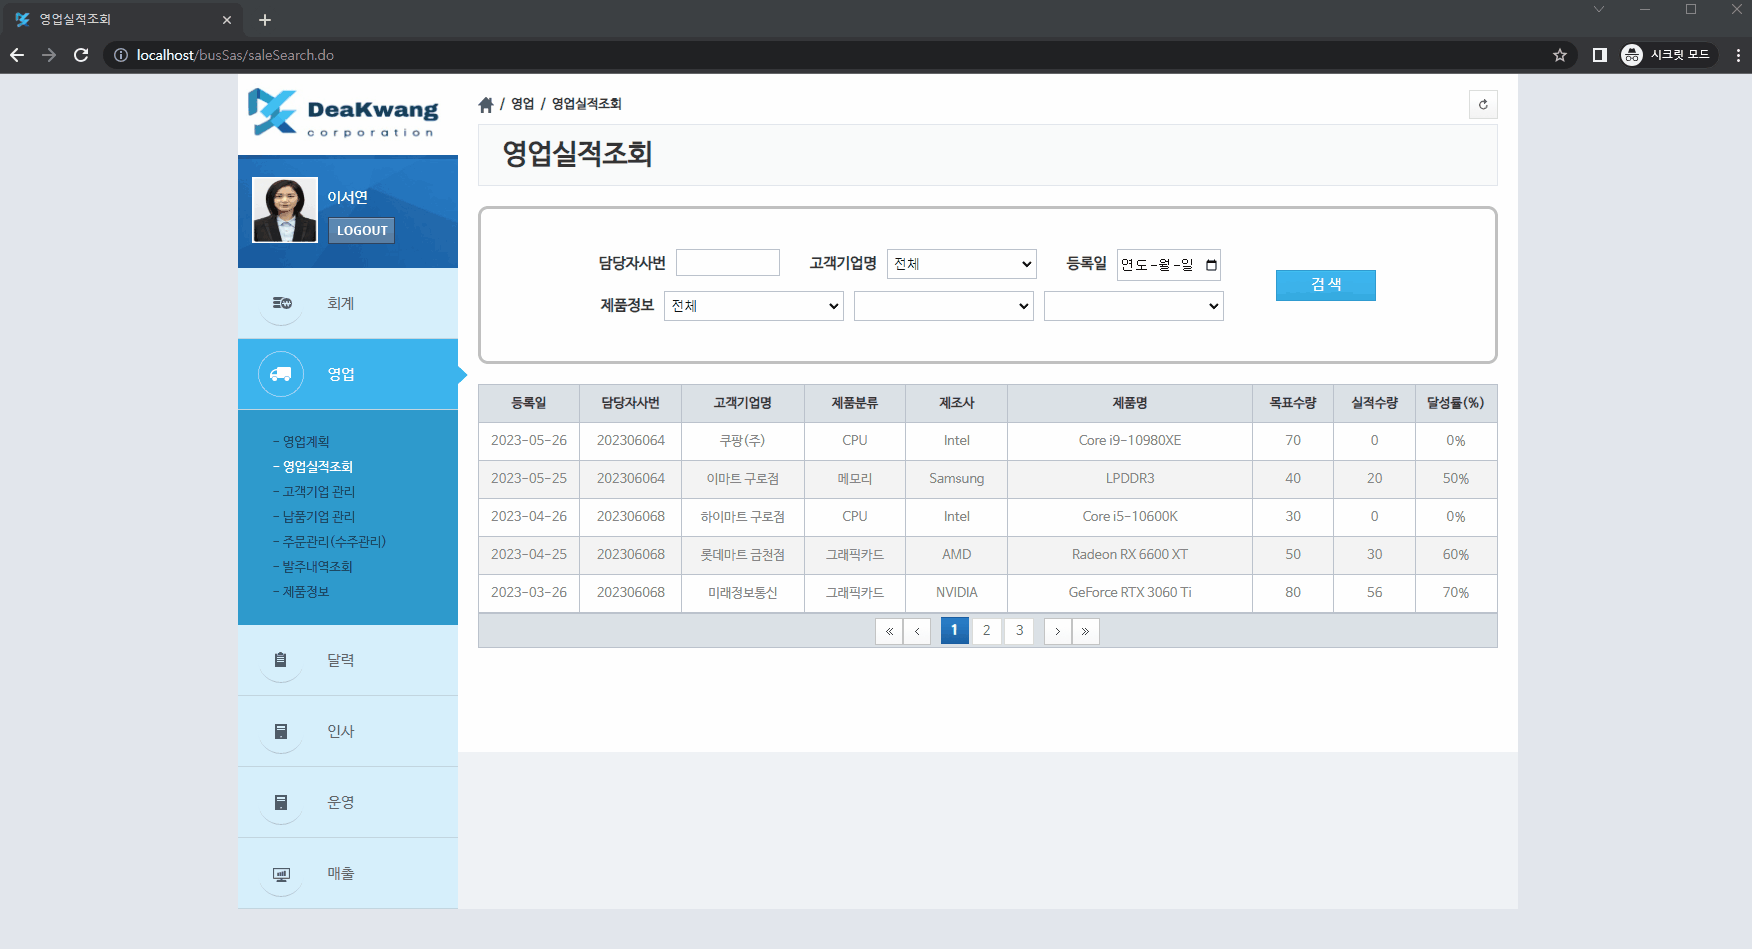 영업실적조회
localhost/busSas/saleSearch.do
시크릿 모드
DeaKwang
corporation
이서연
LOGOUT
회계
영업
- 영업계획
- 영업실적조회
- 고객기업 관리
- 납품기업 관리
- 주문관리(수주관리)
- 발주내역조회
- 제품정보
달력
인사
운영
매출
/ 영업 / 영업실적조회
영업실적조회
담당자사번 고객기업명 전체 등록일 연도-월-일
제품정보 전체
검색
등록일 담당자사번 고객기업명 제품분류 제조사 제품명 목표수량 실적수량 달성률(%)
2023-05-26 202306064 쿠팡(주) CPU Intel Core i9-10980XE 70 0 0%
2023-05-25 202306064 이마트 구로점 메모리 Samsung LPDDR3 40 20 50%
2023-04-26 202306068 하이마트 구로점 CPU Intel Core i5-10600K 30 0 0%
2023-04-25 202306068 롯데마트 금천점 그래픽카드 AMD Radeon RX 6600 XT 50 30 60%
2023-03-26 202306068 미래정보통신 그래픽카드 NVIDIA GeForce RTX 3060 Ti 80 56 70%
« ‹ 1 2 3 › »